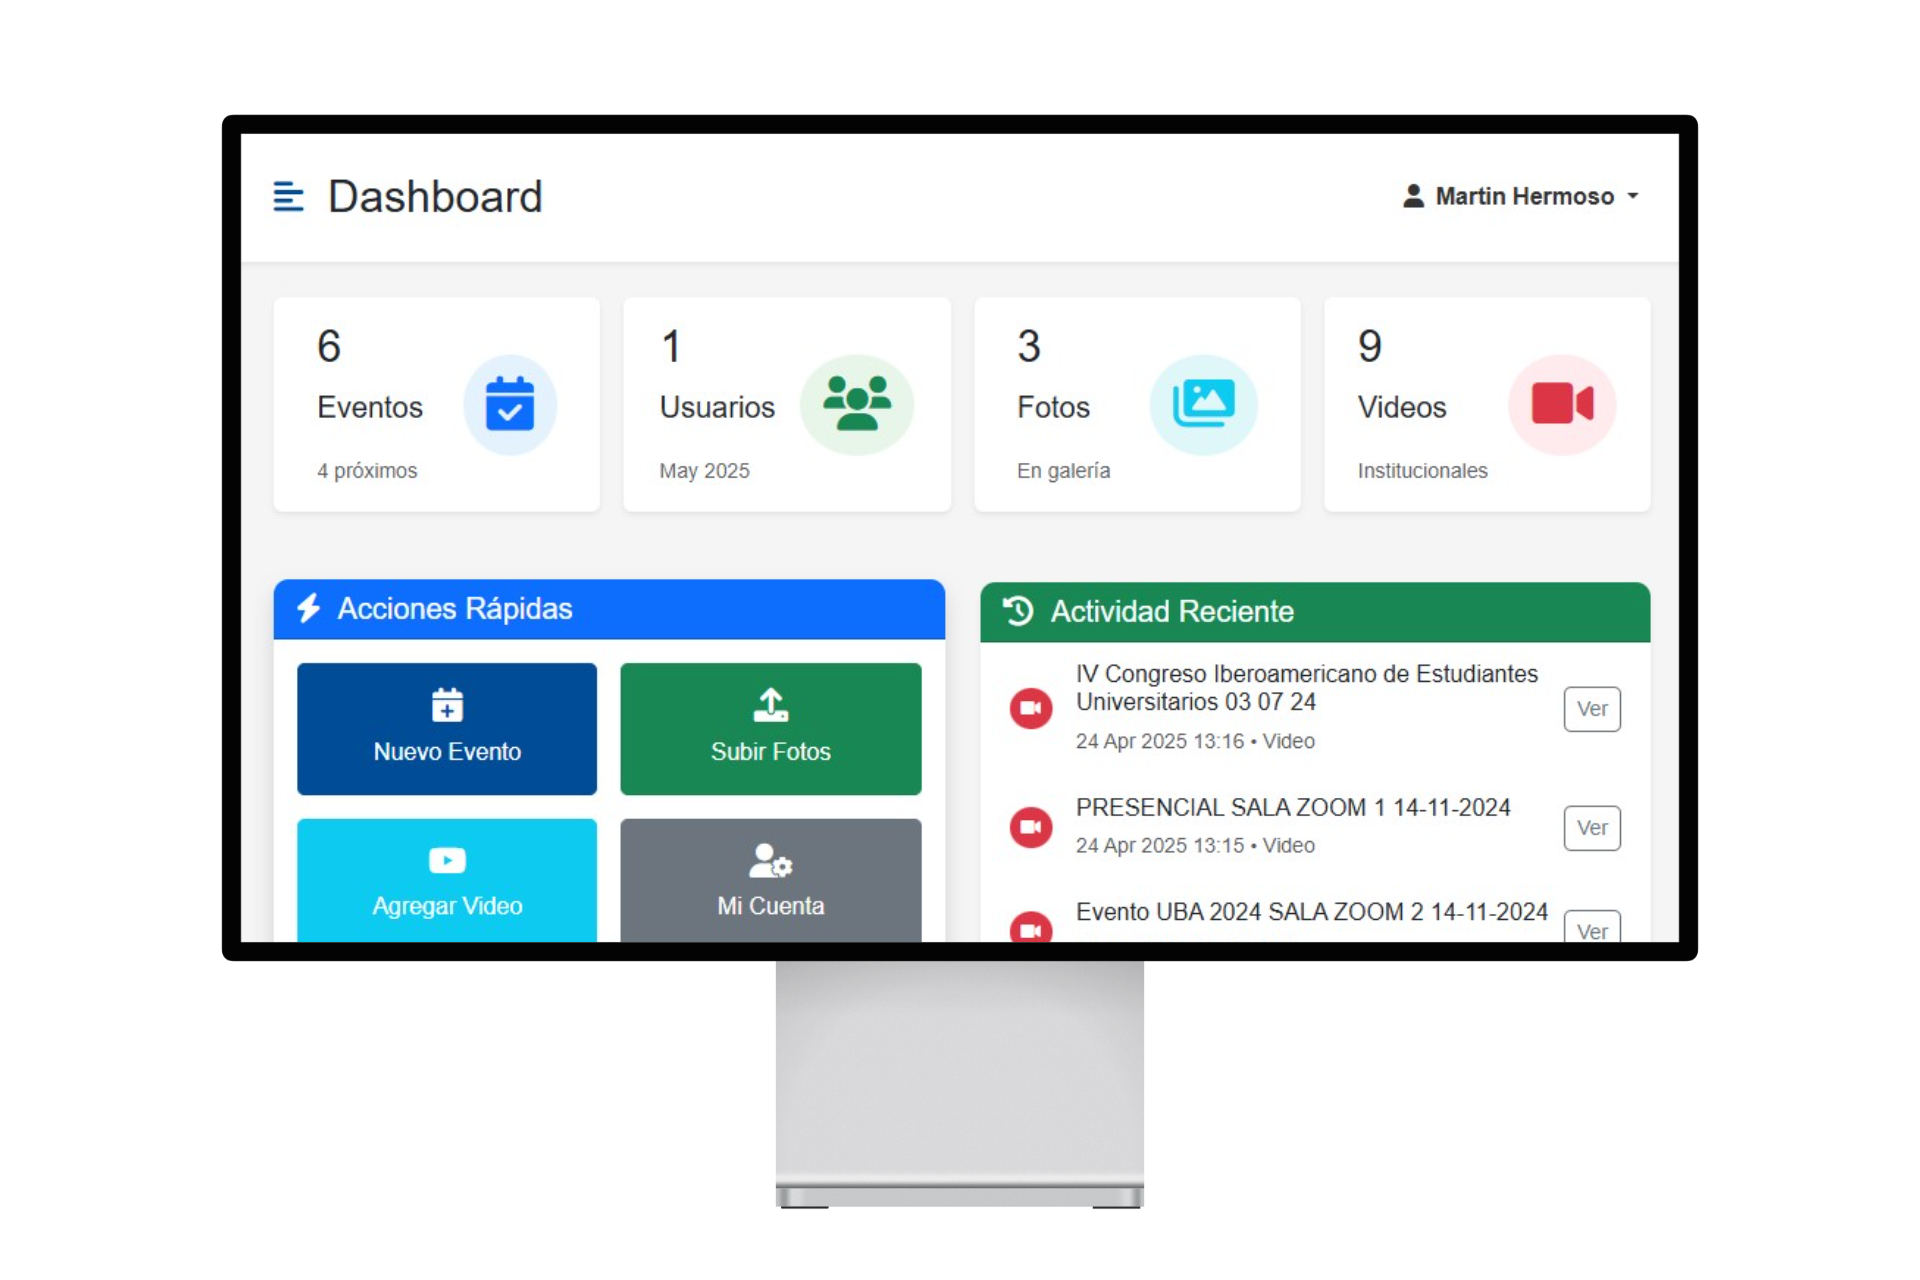 Dashboard
Martin Hermoso
6
Eventos
4 próximos
1
Usuarios
May 2025
3
Fotos
En galería
9
Videos
Institucionales
Acciones Rápidas
Nuevo Evento
Subir Fotos
Agregar Video
Mi Cuenta
Actividad Reciente
IV Congreso Iberoamericano de Estudiantes
Universitarios 03 07 24
24 Apr 2025 13:16 • Video
Ver
PRESENCIAL SALA ZOOM 1 14-11-2024
24 Apr 2025 13:15 • Video
Ver
Evento UBA 2024 SALA ZOOM 2 14-11-2024
Ver